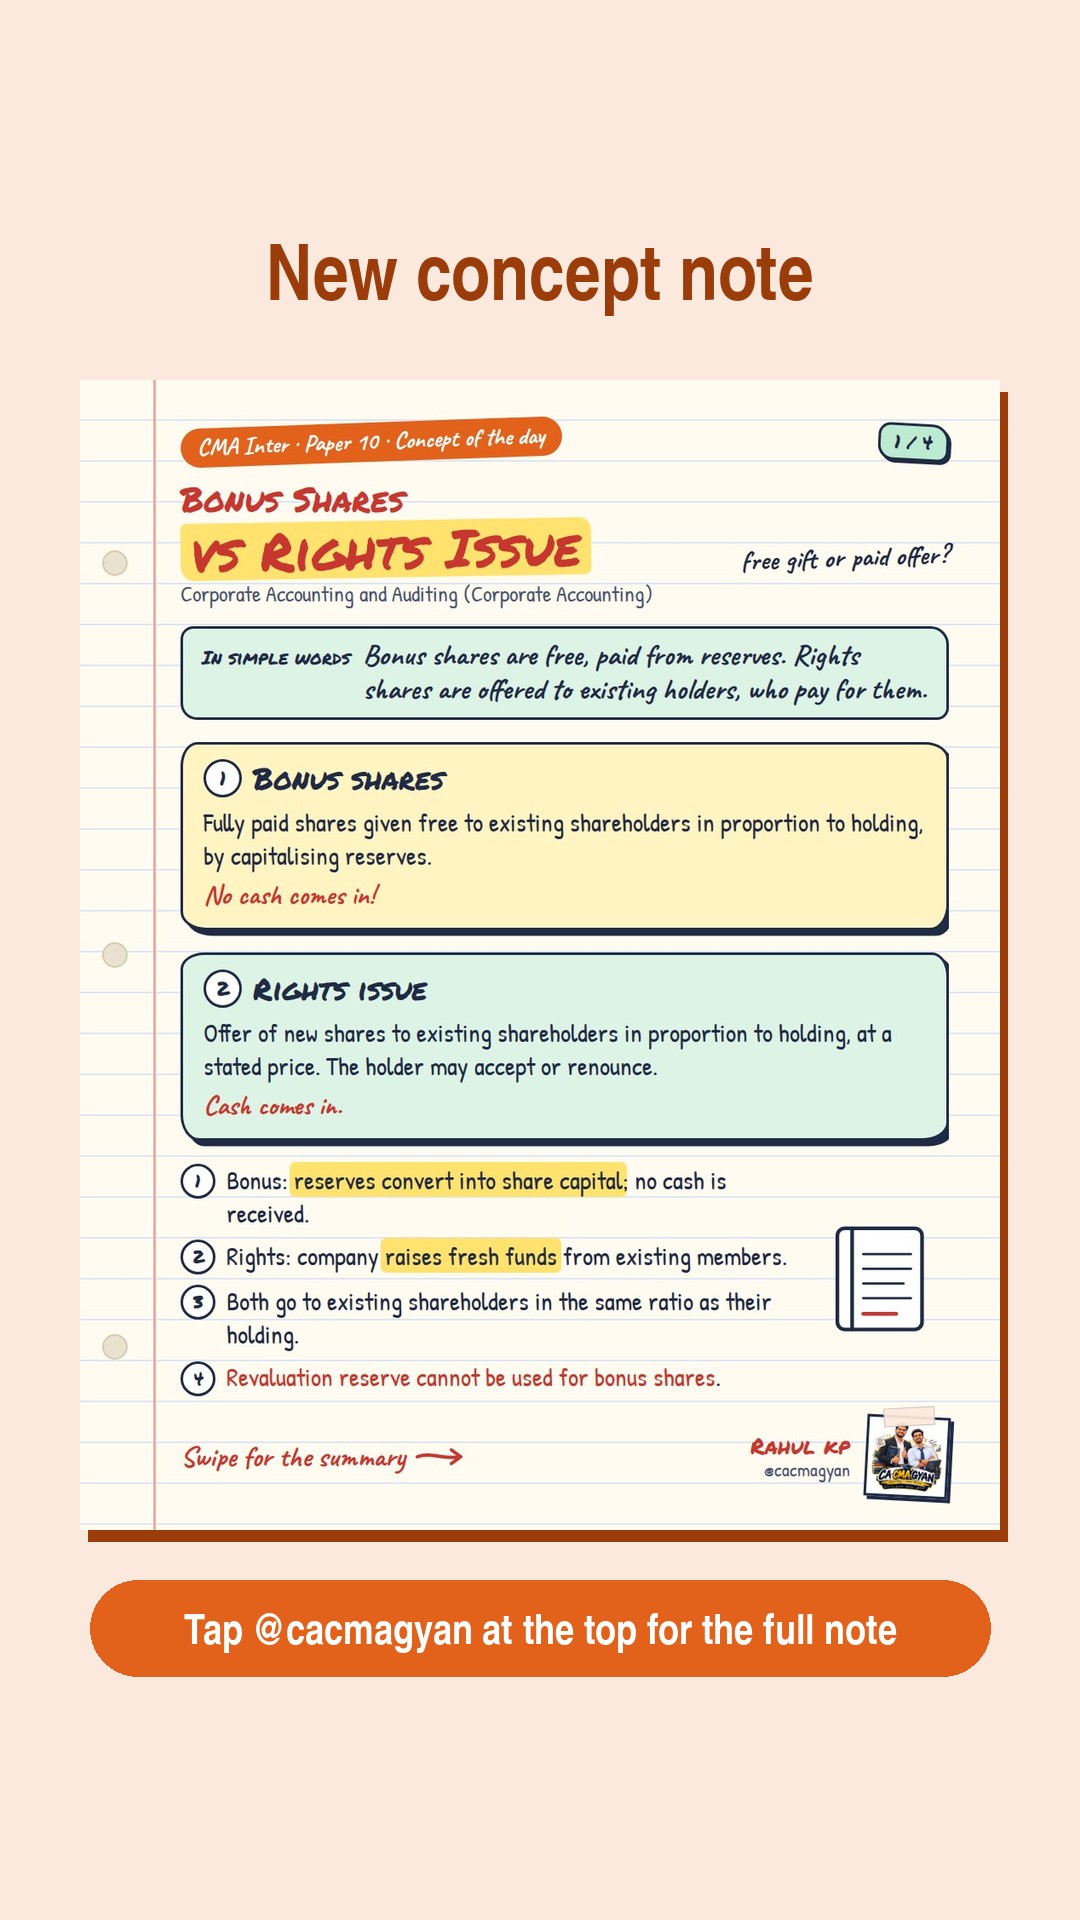 New concept note
CMA Inter · Paper 10 · Concept of the day
1 / 4
Bonus Shares
vs Rights Issue
free gift or paid offer?
Corporate Accounting and Auditing (Corporate Accounting)
In simple words Bonus shares are free, paid from reserves. Rights
shares are offered to existing holders, who pay for them.
1 Bonus shares
Fully paid shares given free to existing shareholders in proportion to holding,
by capitalising reserves.
No cash comes in!
2 Rights issue
Offer of new shares to existing shareholders in proportion to holding, at a
stated price. The holder may accept or renounce.
Cash comes in.
1 Bonus: reserves convert into share capital; no cash is
received.
2 Rights: company raises fresh funds from existing members.
3 Both go to existing shareholders in the same ratio as their
holding.
4 Revaluation reserve cannot be used for bonus shares.
Swipe for the summary
Rahul KP
@cacmagyan
CA CMA GYAN
Tap @cacmagyan at the top for the full note